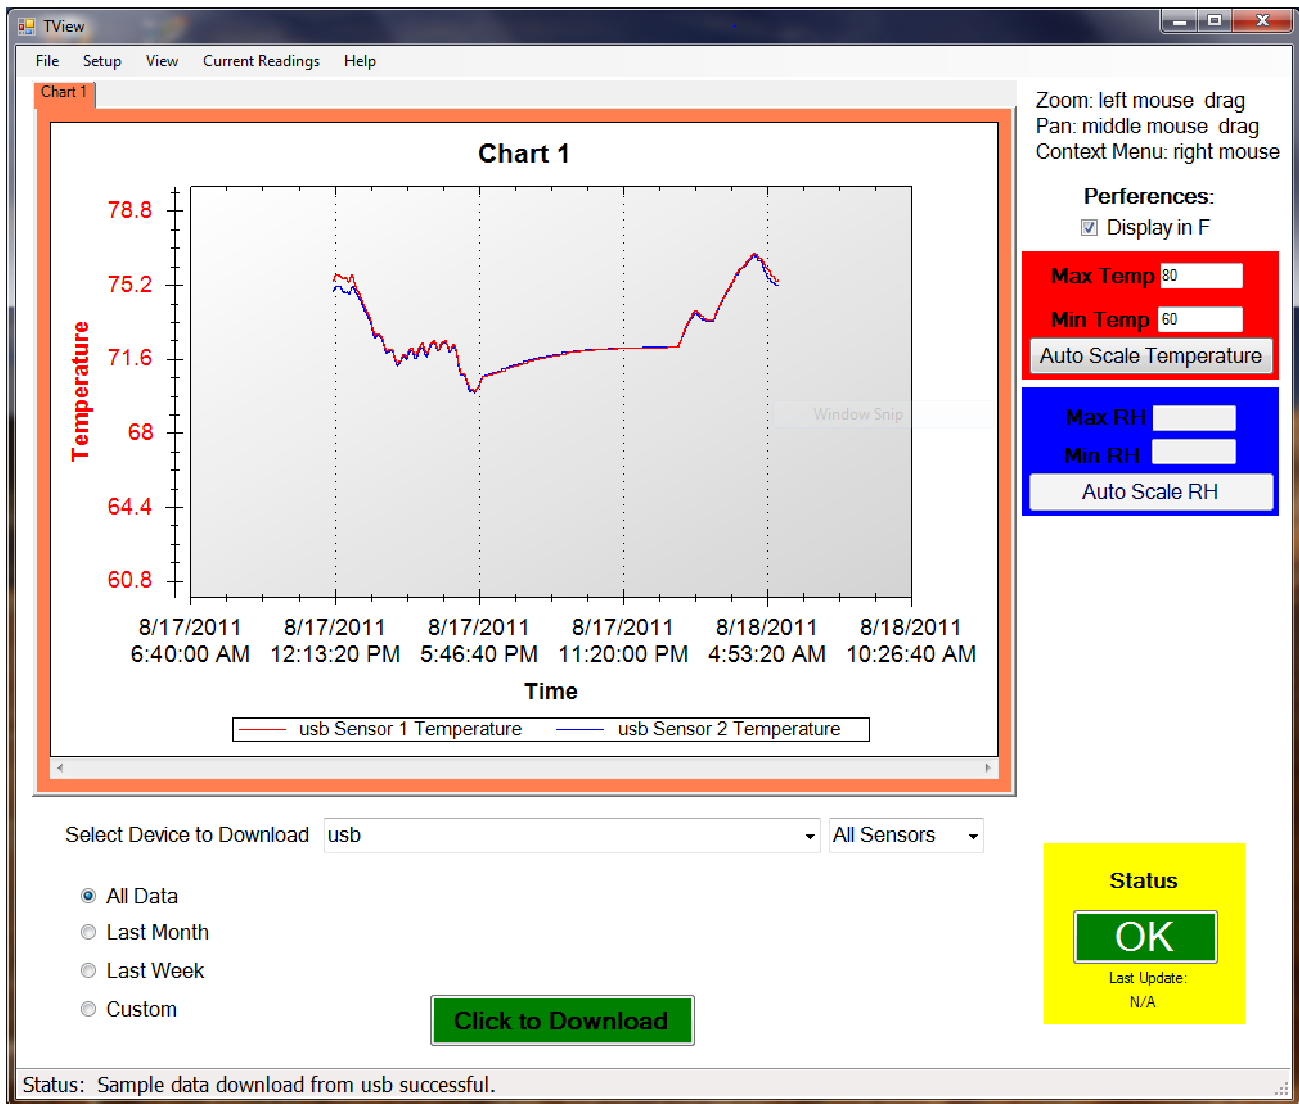 TView
File Setup View Current Readings Help
Chart 1
Zoom: left mouse drag
Pan: middle mouse drag
Context Menu: right mouse
Perferences:
Display in F
Max Temp 80
Min Temp 60
Auto Scale Temperature
Max RH
Min RH
Auto Scale RH
Chart 1
Temperature
78.8
75.2
71.6
68
64.4
60.8
Window Snip
8/17/2011 8/17/2011 8/17/2011 8/17/2011 8/18/2011 8/18/2011
6:40:00 AM 12:13:20 PM 5:46:40 PM 11:20:00 PM 4:53:20 AM 10:26:40 AM
Time
usb Sensor 1 Temperature usb Sensor 2 Temperature
Select Device to Download usb All Sensors
All Data
Last Month
Last Week
Custom
Click to Download
Status
OK
Last Update:
N/A
Status: Sample data download from usb successful.